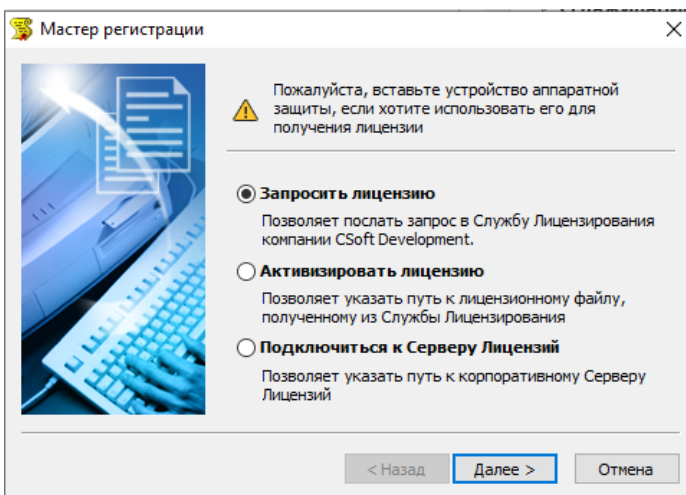 Мастер регистрации
Пожалуйста, вставьте устройство аппаратной
защиты, если хотите использовать его для
получения лицензии
Запросить лицензию
Позволяет послать запрос в Службу Лицензирования
компании CSoft Development.
Активизировать лицензию
Позволяет указать путь к лицензионному файлу,
полученному из Службы Лицензирования
Подключиться к Серверу Лицензий
Позволяет указать путь к корпоративному Серверу
Лицензий
< Назад
Далее >
Отмена